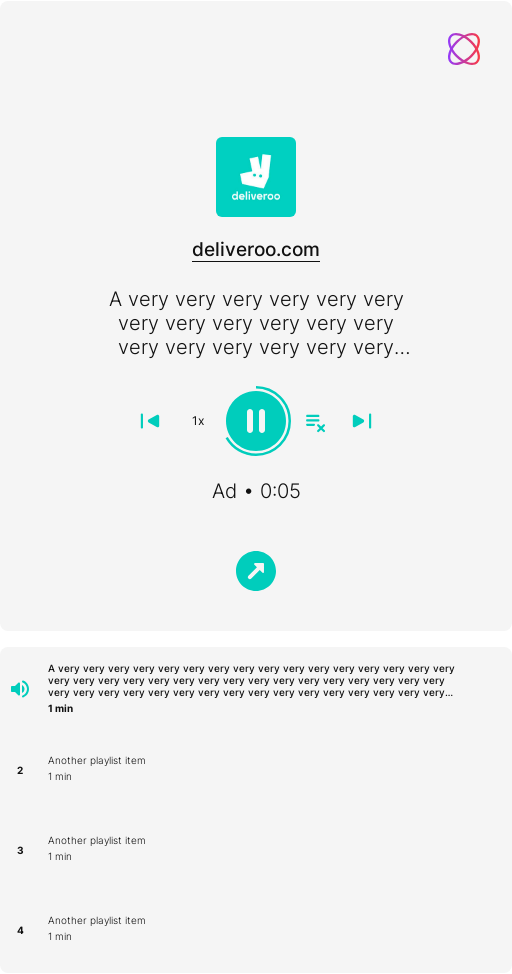 deliveroo
deliveroo.com
A very very very very very very
very very very very very very
very very very very very very...
1x
Ad • 0:05
A very very very very very very very very very very very very very very very very
very very very very very very very very very very very very very very very very
very very very very very very very very very very very very very very very very...
1 min
2
Another playlist item
1 min
3
Another playlist item
1 min
4
Another playlist item
1 min